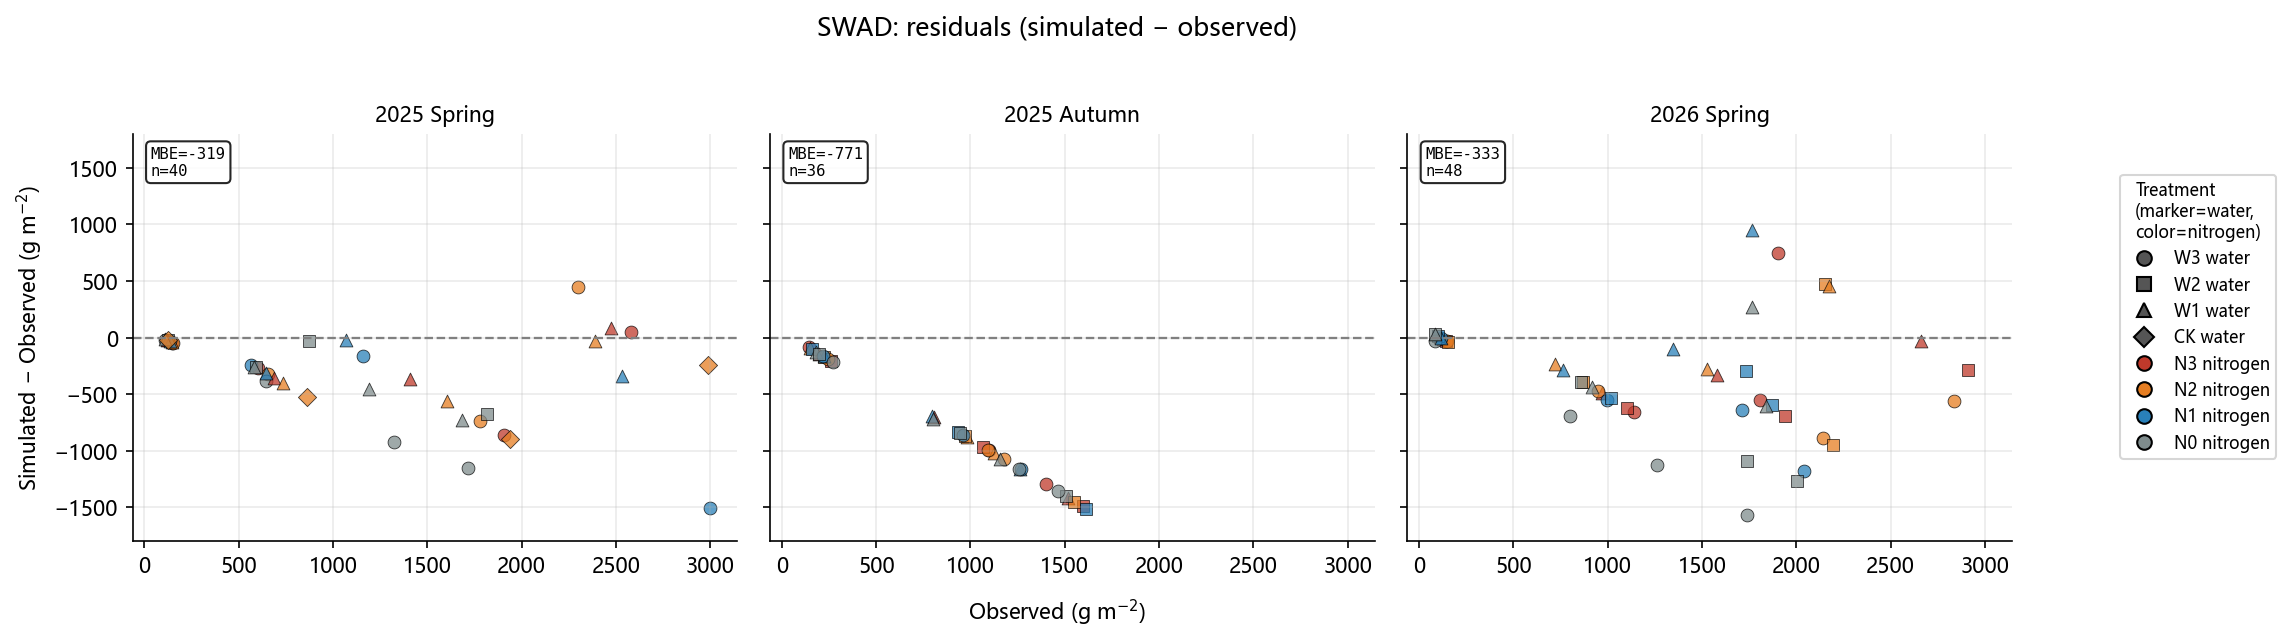 SWAD: residuals (simulated − observed)
2025 Spring
2025 Autumn
2026 Spring
MBE=-319
n=40
MBE=-771
n=36
MBE=-333
n=48
Simulated − Observed (g m⁻²)
1500
1000
500
0
−500
−1000
−1500
0 500 1000 1500 2000 2500 3000
0 500 1000 1500 2000 2500 3000
0 500 1000 1500 2000 2500 3000
Observed (g m⁻²)
Treatment
(marker=water,
color=nitrogen)
W3 water
W2 water
W1 water
CK water
N3 nitrogen
N2 nitrogen
N1 nitrogen
N0 nitrogen